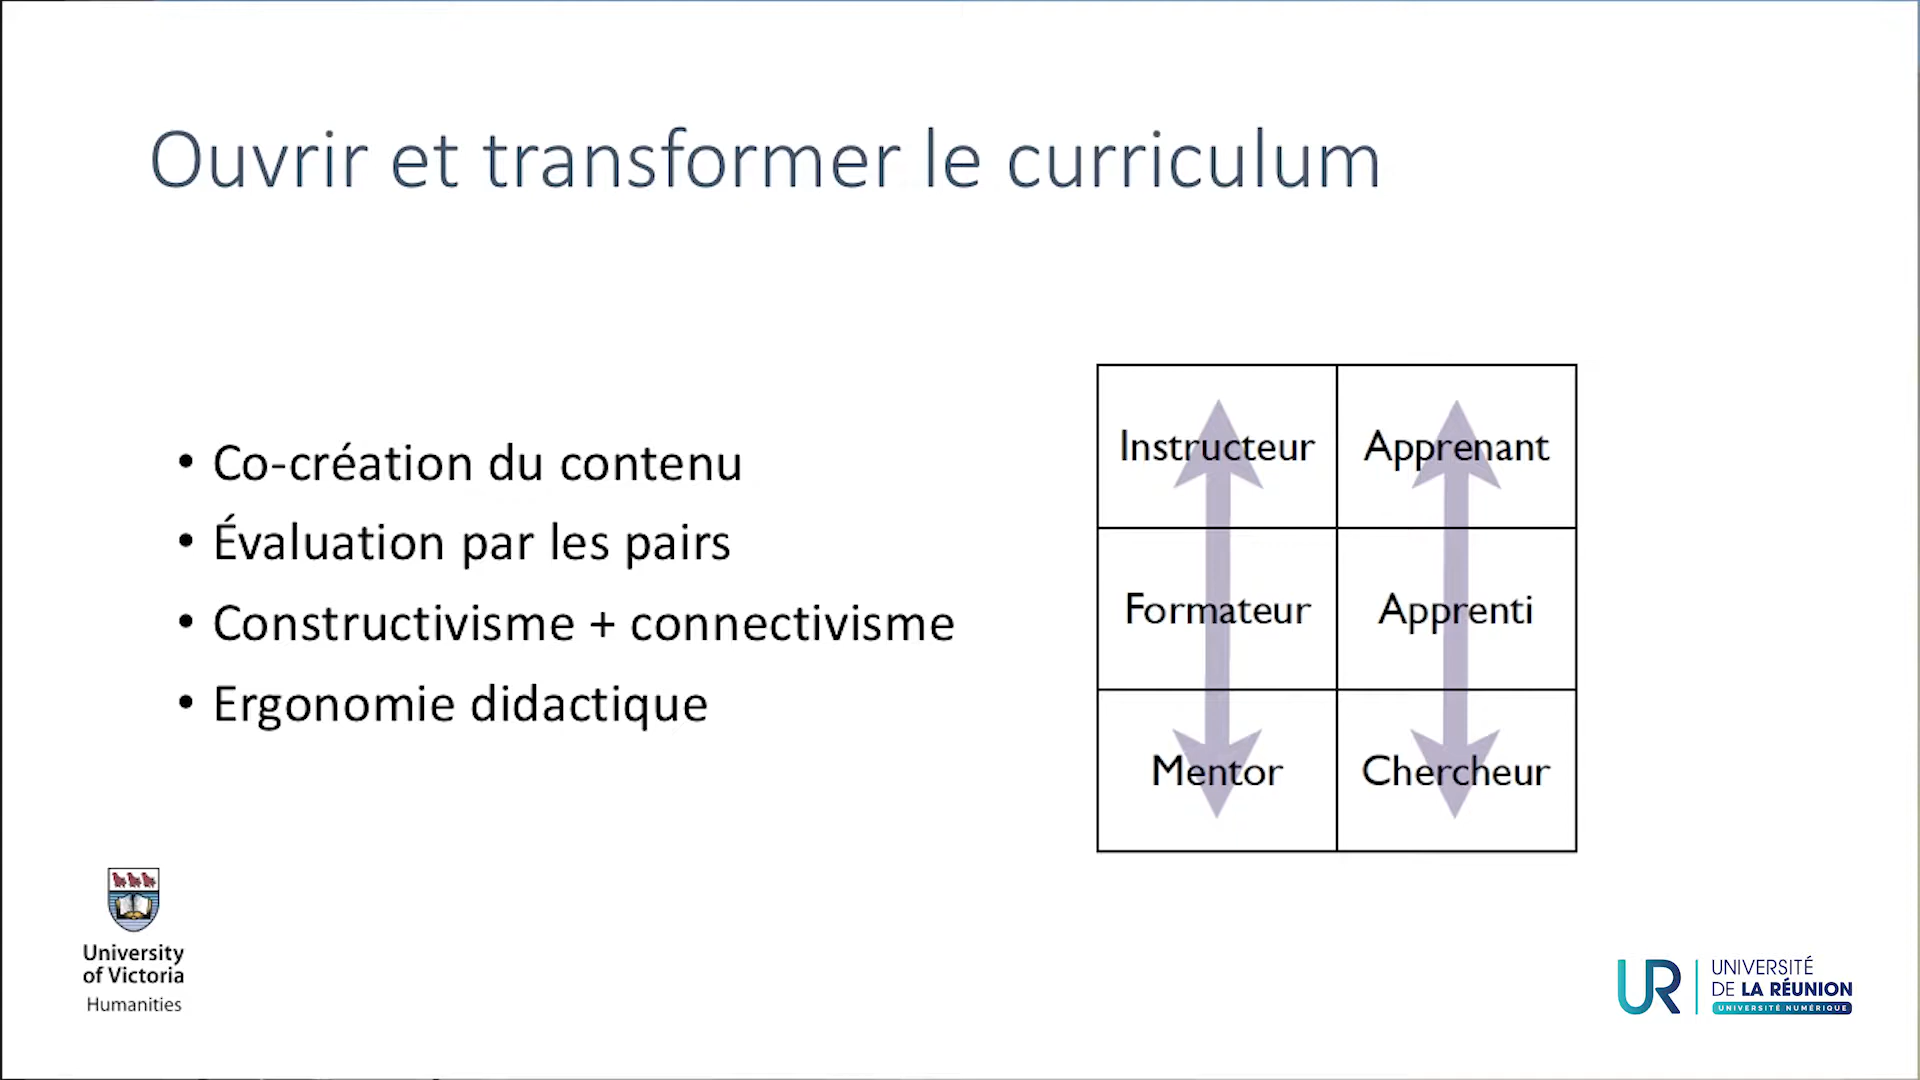 Ouvrir et transformer le curriculum
• Co-création du contenu
• Évaluation par les pairs
• Constructivisme + connectivisme
• Ergonomie didactique
Instructeur Apprenant
Formateur Apprenti
Mentor Chercheur
University
of Victoria
Humanities
UR
UNIVERSITÉ
DE LA RÉUNION
UNIVERSITÉ NUMÉRIQUE